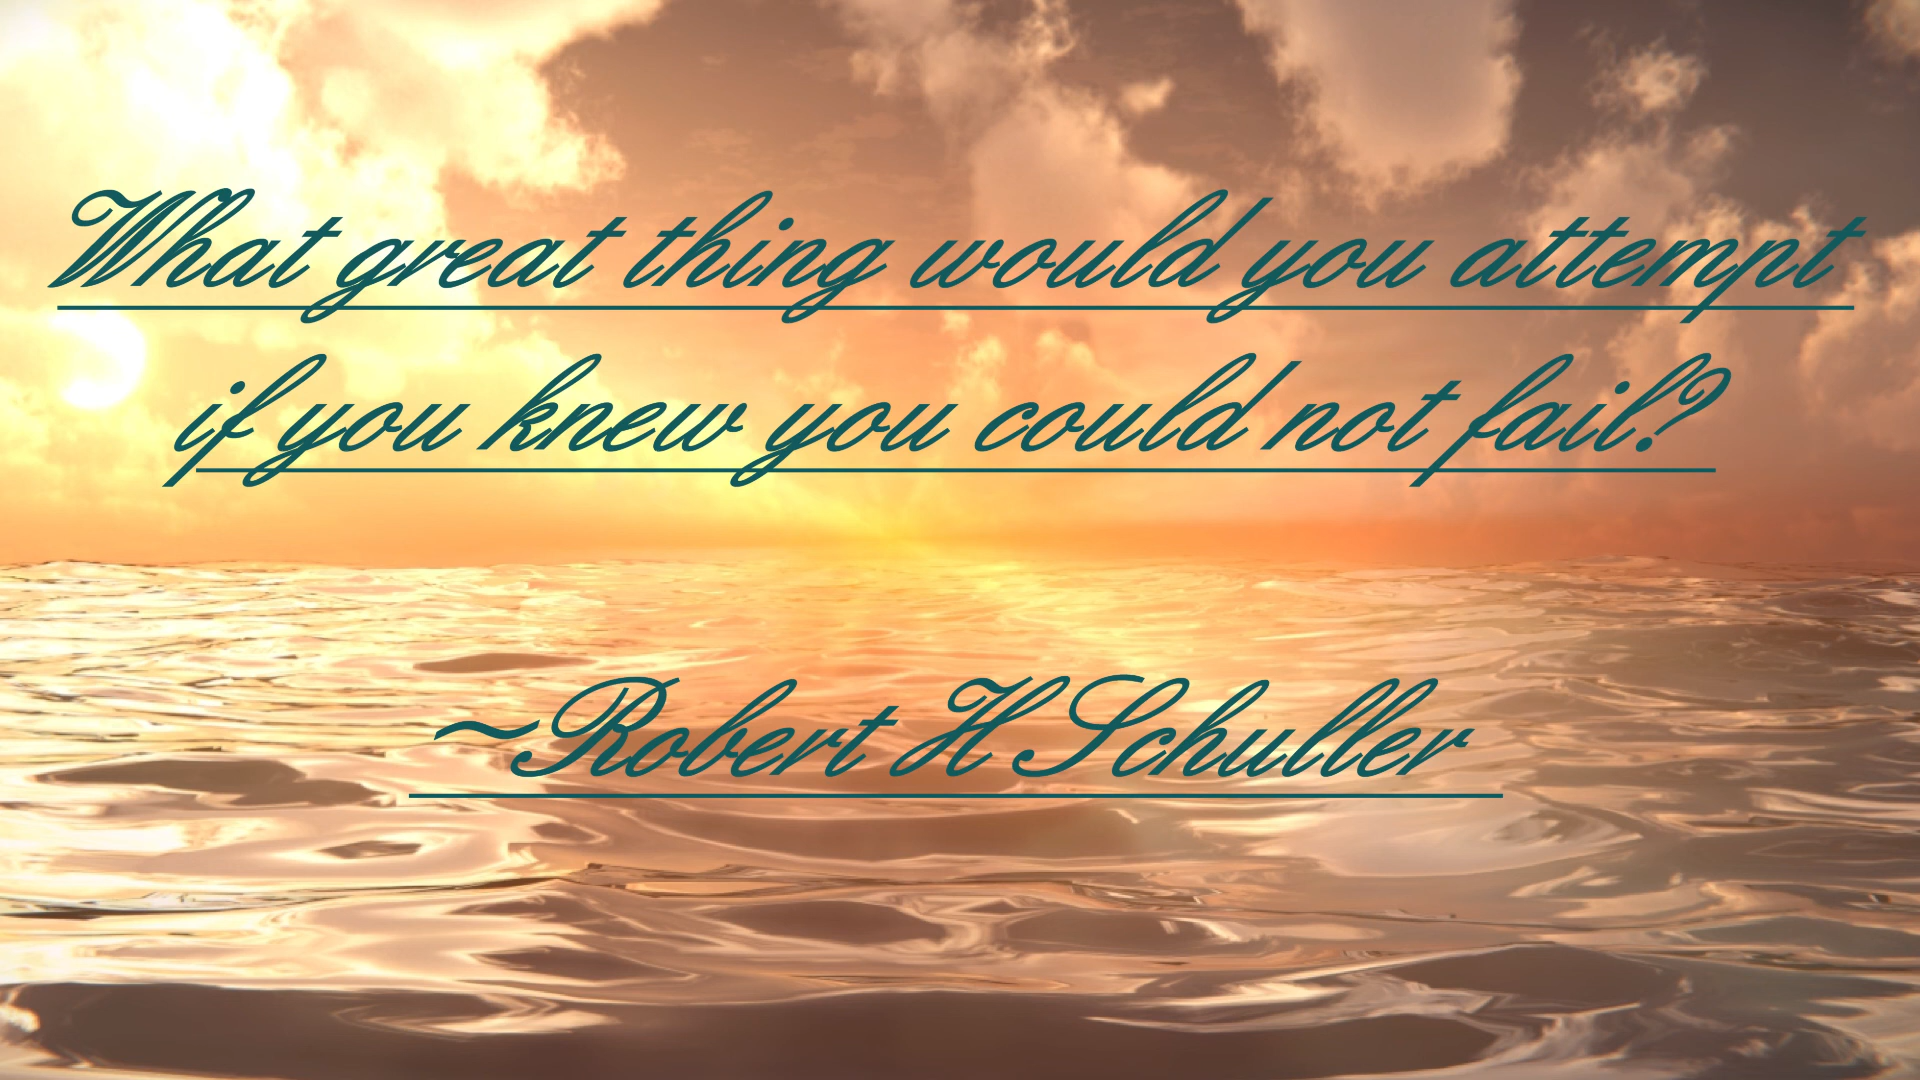 What great thing would you attempt
if you knew you could not fail?
~Robert H Schuller